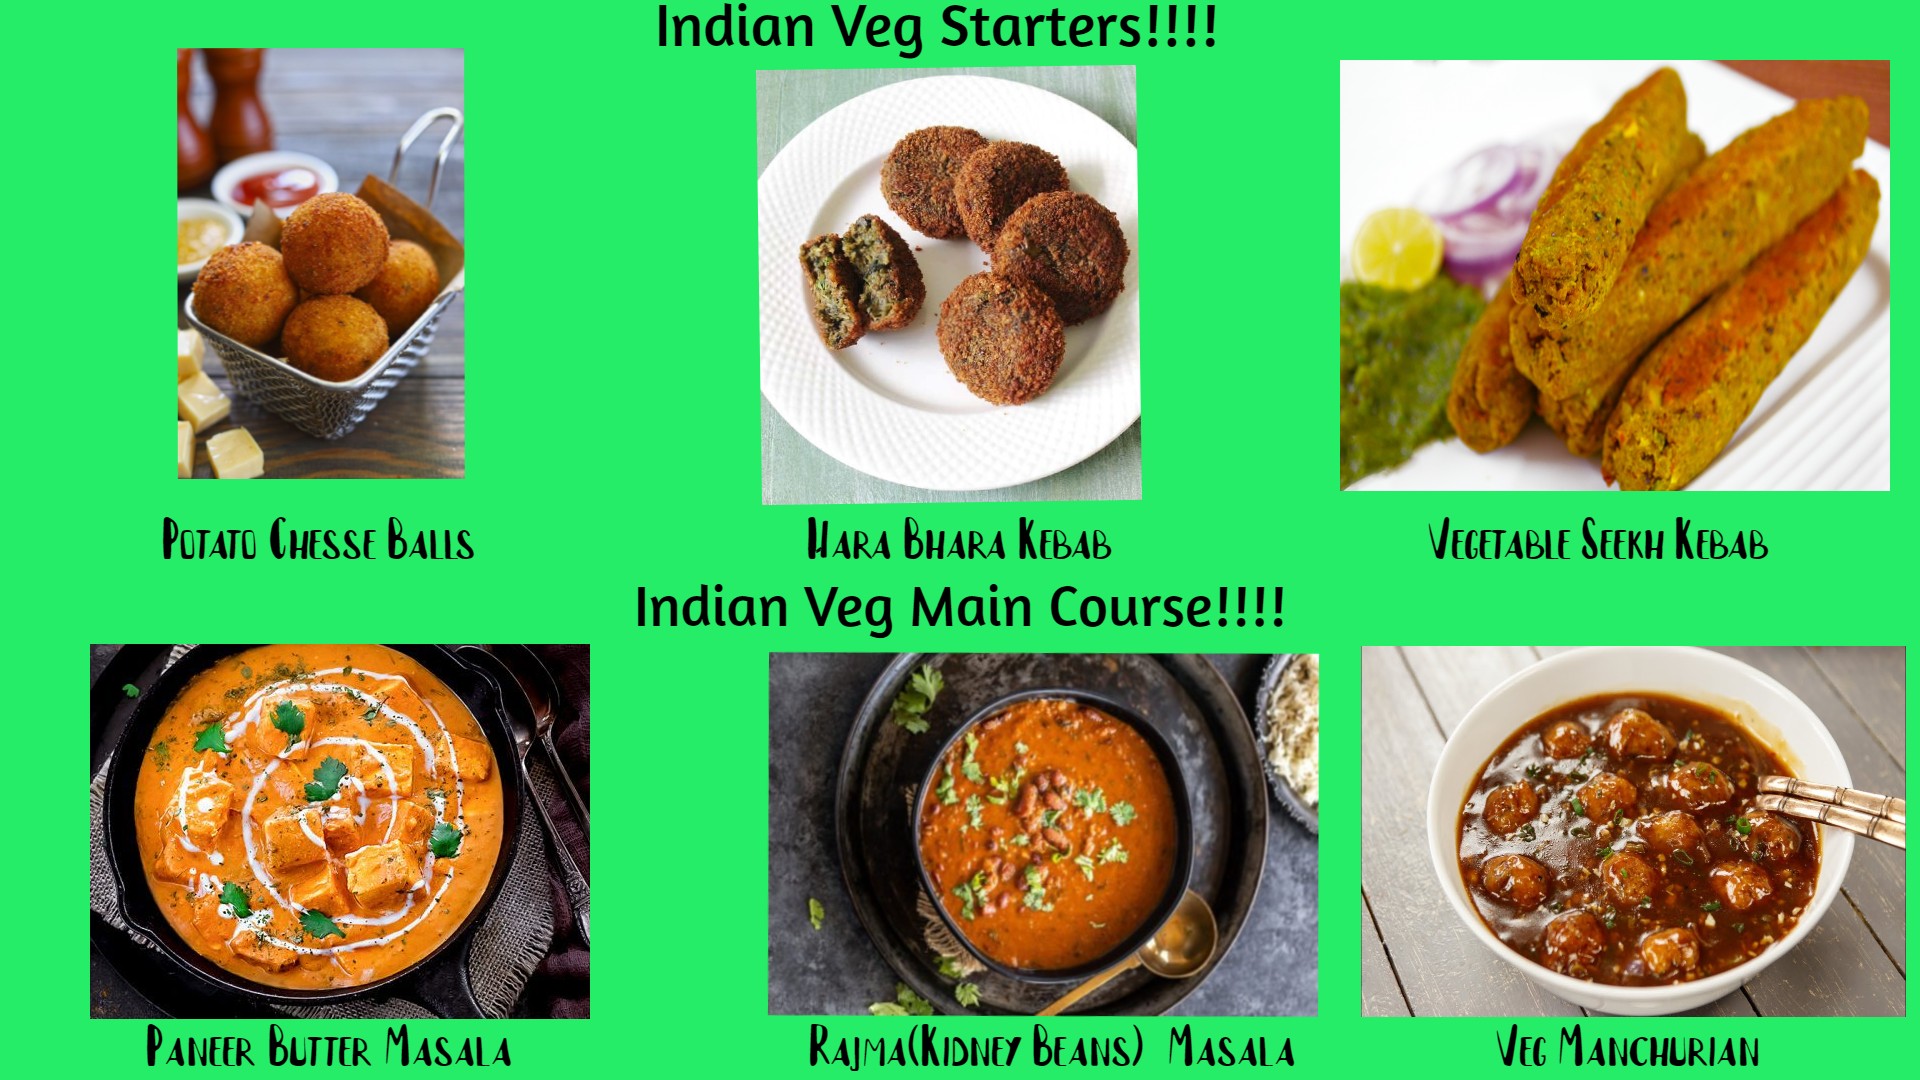 Indian Veg Starters!!!!
Potato Chesse Balls
Hara Bhara Kebab
Vegetable Seekh Kebab
Indian Veg Main Course!!!!
Paneer Butter Masala
Rajma(Kidney Beans) Masala
Veg Manchurian